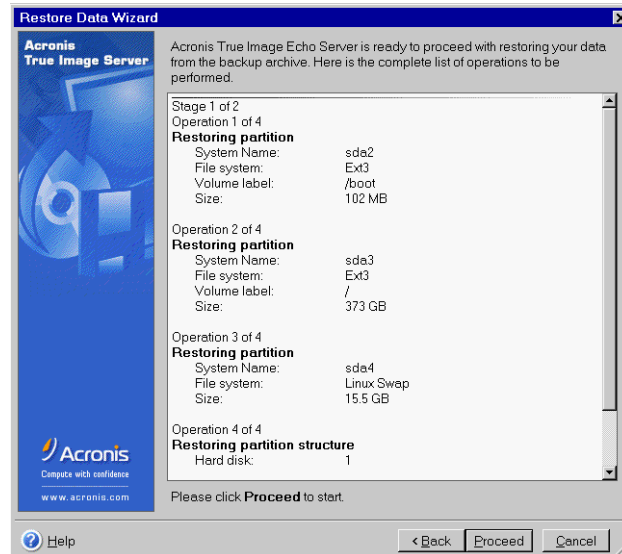 Restore Data Wizard
Acronis
True Image Server
Acronis True Image Echo Server is ready to proceed with restoring your data
from the backup archive. Here is the complete list of operations to be
performed.
Stage 1 of 2
Operation 1 of 4
Restoring partition
System Name: sda2
File system: Ext3
Volume label: /boot
Size: 102 MB
Operation 2 of 4
Restoring partition
System Name: sda3
File system: Ext3
Volume label: /
Size: 373 GB
Operation 3 of 4
Restoring partition
System Name: sda4
File system: Linux Swap
Size: 15.5 GB
Operation 4 of 4
Restoring partition structure
Hard disk: 1
Acronis
Compute with confidence
www.acronis.com
Please click Proceed to start.
Help
< Back
Proceed
Cancel